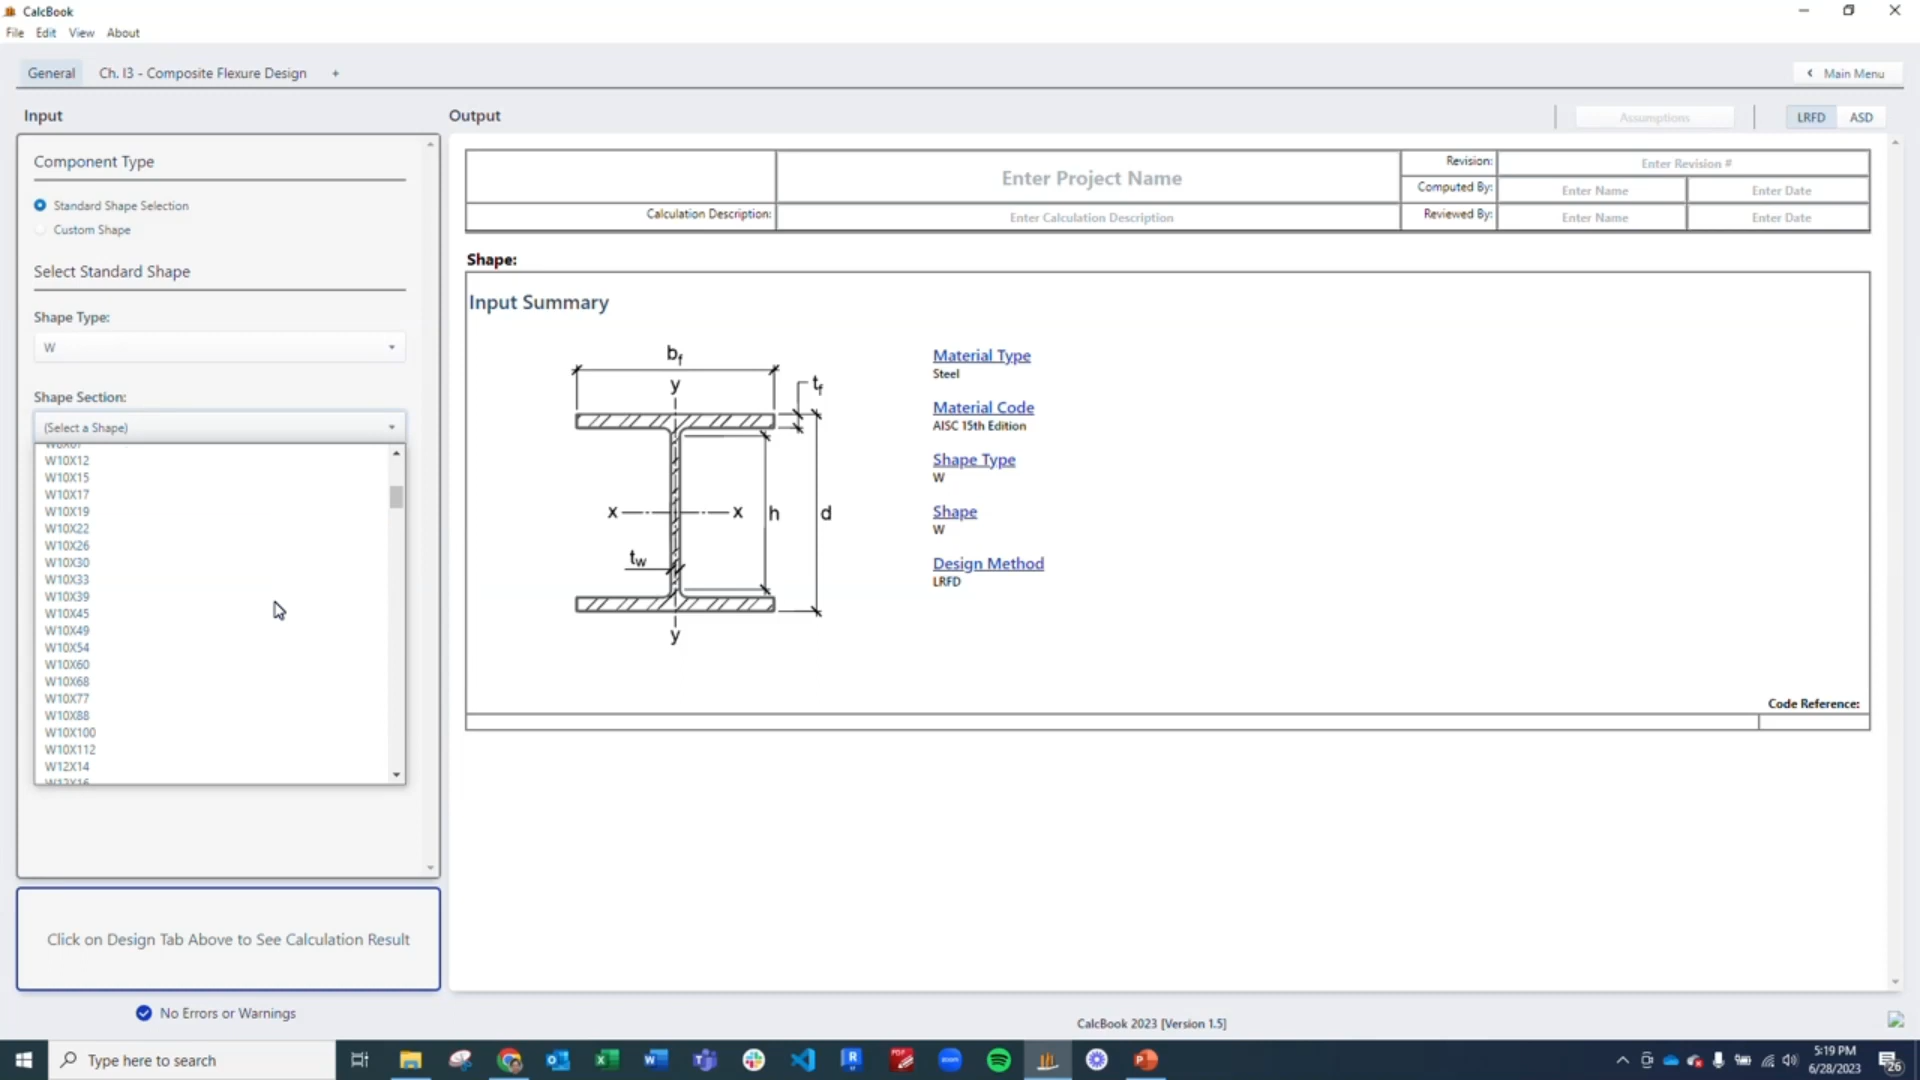 CalcBook
File Edit View About
General Ch. I3 - Composite Flexure Design + Main Menu
Input Output Assumptions LRFD ASD
Component Type
Standard Shape Selection
Custom Shape
Select Standard Shape
Shape Type:
W
Shape Section:
(Select a Shape)
W10X12
W10X15
W10X17
W10X19
W10X22
W10X26
W10X30
W10X33
W10X39
W10X45
W10X49
W10X54
W10X60
W10X68
W10X77
W10X88
W10X100
W10X112
W12X14
W12X16
Click on Design Tab Above to See Calculation Result
No Errors or Warnings
Enter Project Name
Calculation Description: Enter Calculation Description
Revision: Enter Revision #
Computed By: Enter Name Enter Date
Reviewed By: Enter Name Enter Date
Shape:
Input Summary
bf
y
tf
x x h d
tw
y
Material Type
Steel
Material Code
AISC 15th Edition
Shape Type
W
Shape
W
Design Method
LRFD
Code Reference:
CalcBook 2023 [Version 1.5]
Type here to search
5:19 PM
6/28/2023
26